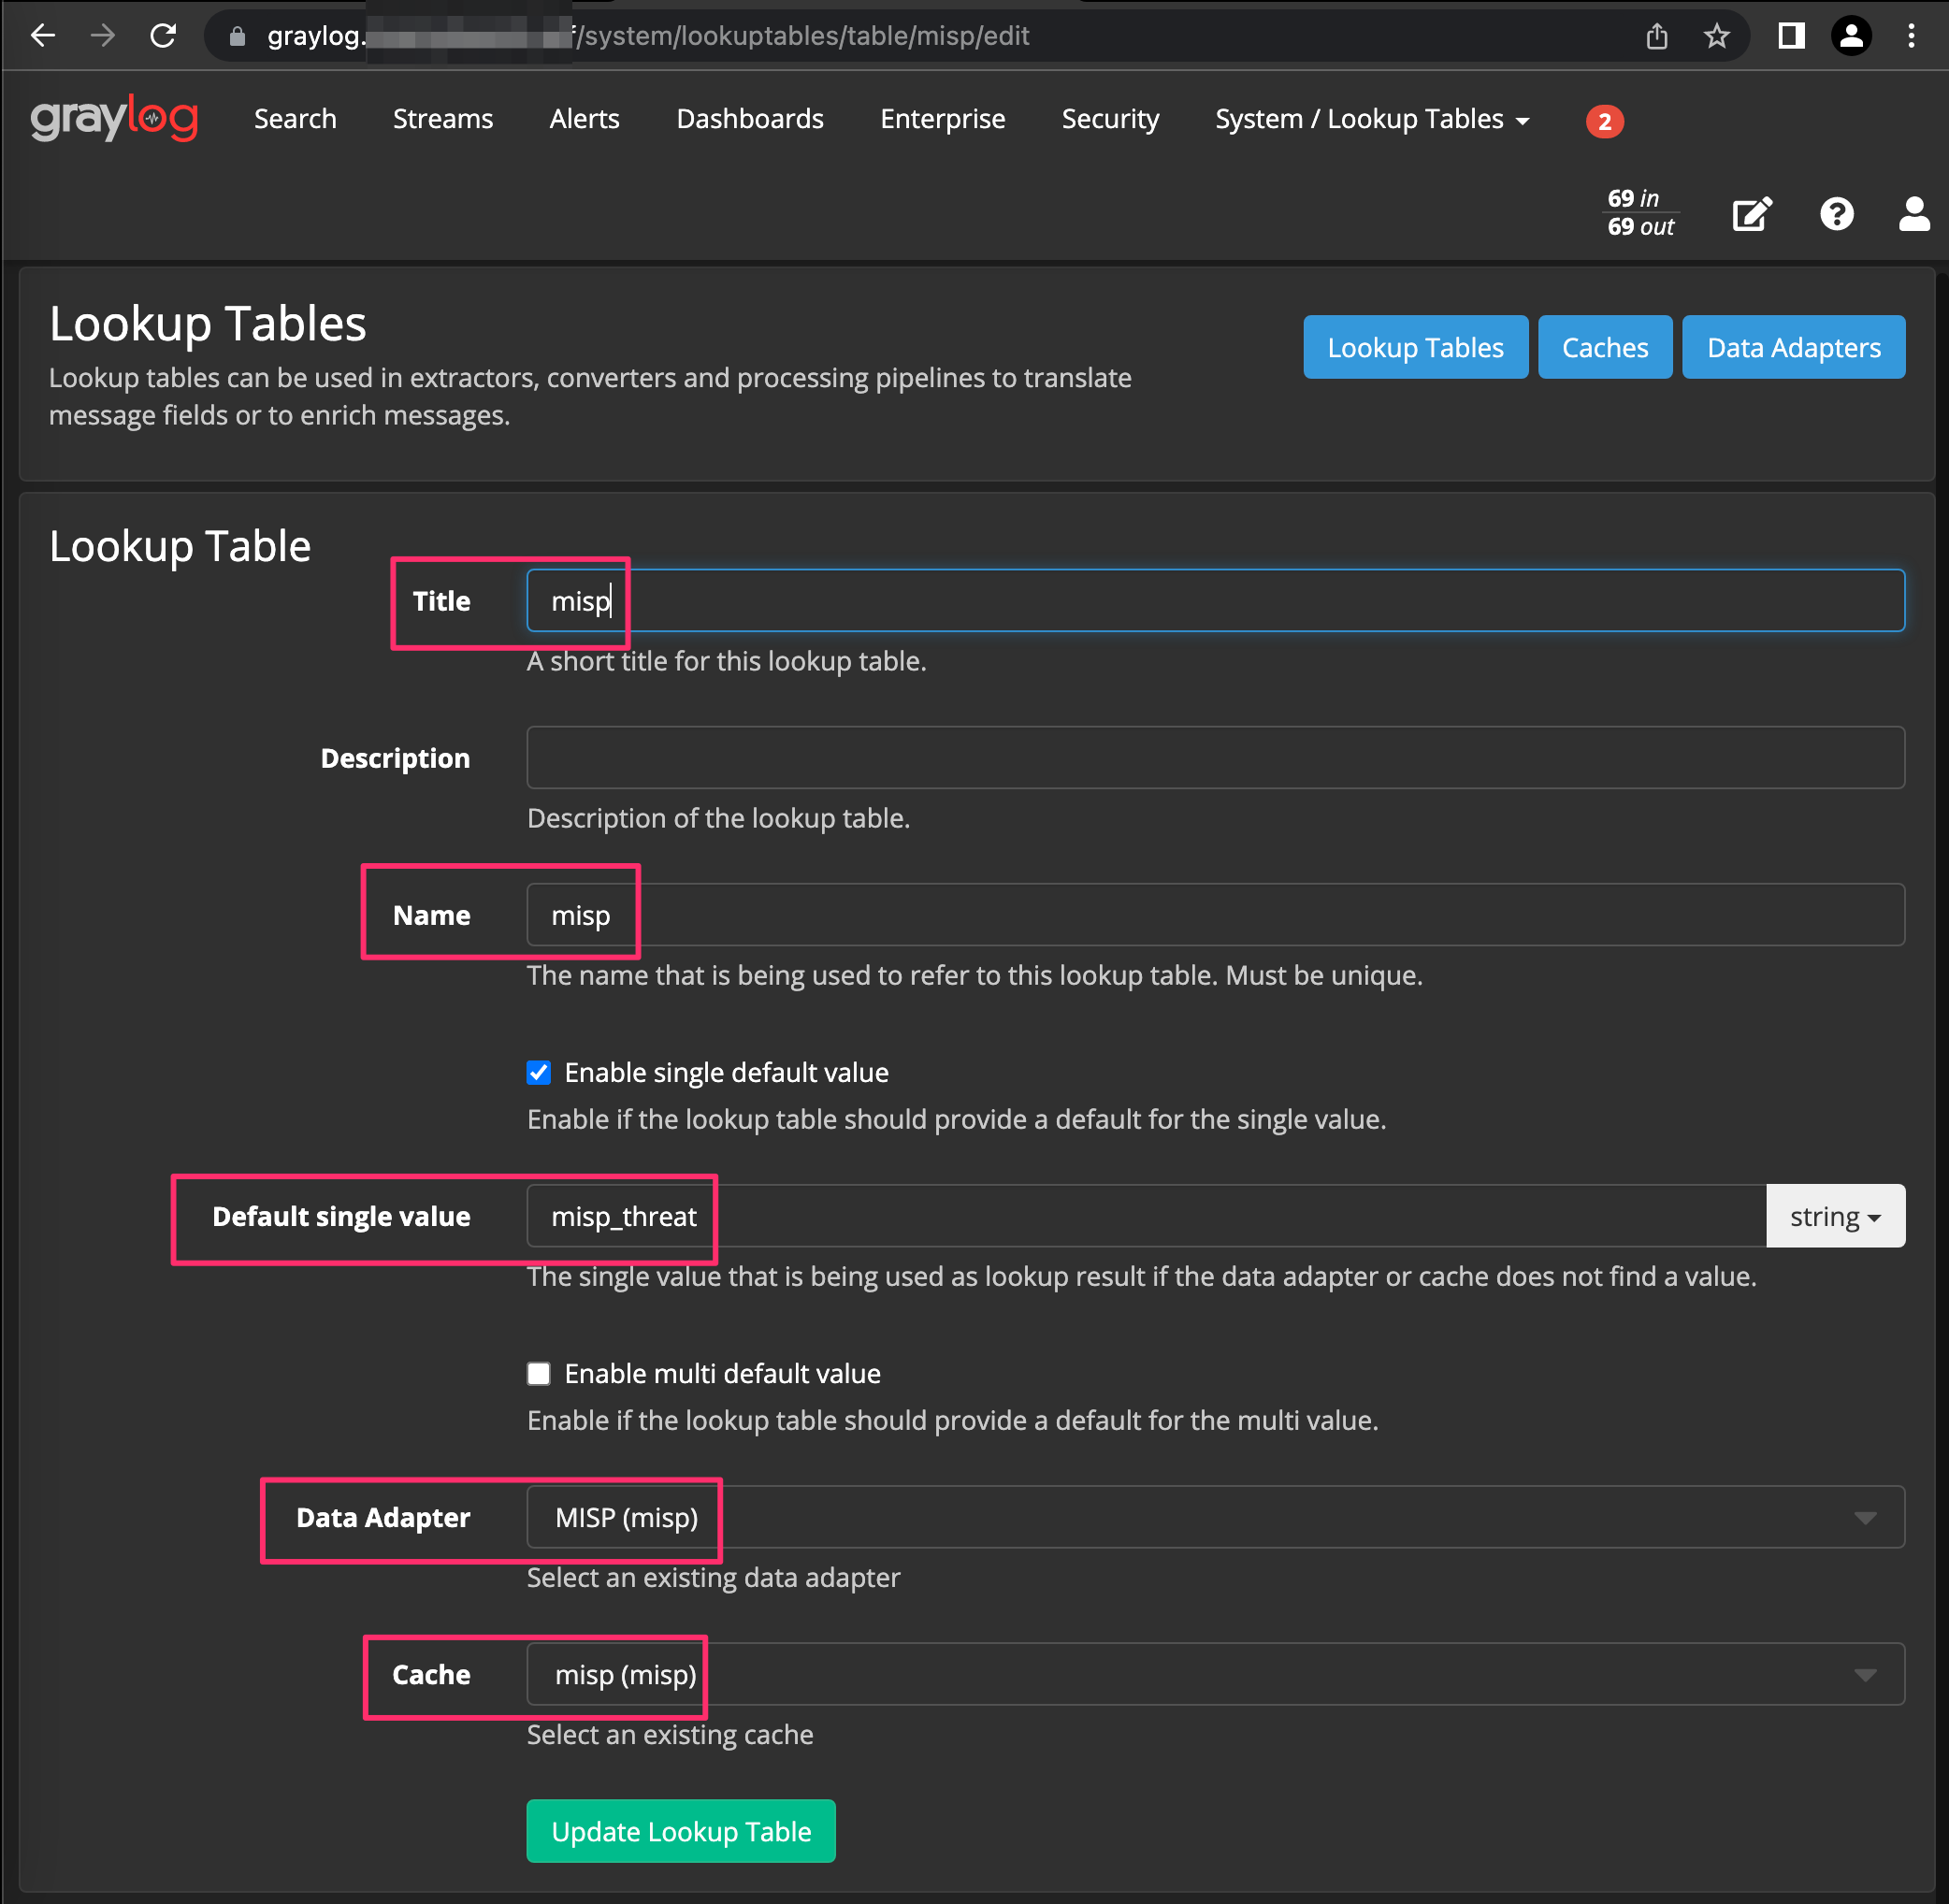 graylog. /system/lookuptables/table/misp/edit
graylog Search Streams Alerts Dashboards Enterprise Security System / Lookup Tables 2
69 in
69 out
Lookup Tables
Lookup Tables Caches Data Adapters
Lookup tables can be used in extractors, converters and processing pipelines to translate
message fields or to enrich messages.
Lookup Table
Title misp
A short title for this lookup table.
Description
Description of the lookup table.
Name misp
The name that is being used to refer to this lookup table. Must be unique.
Enable single default value
Enable if the lookup table should provide a default for the single value.
Default single value misp_threat string
The single value that is being used as lookup result if the data adapter or cache does not find a value.
Enable multi default value
Enable if the lookup table should provide a default for the multi value.
Data Adapter MISP (misp)
Select an existing data adapter
Cache misp (misp)
Select an existing cache
Update Lookup Table